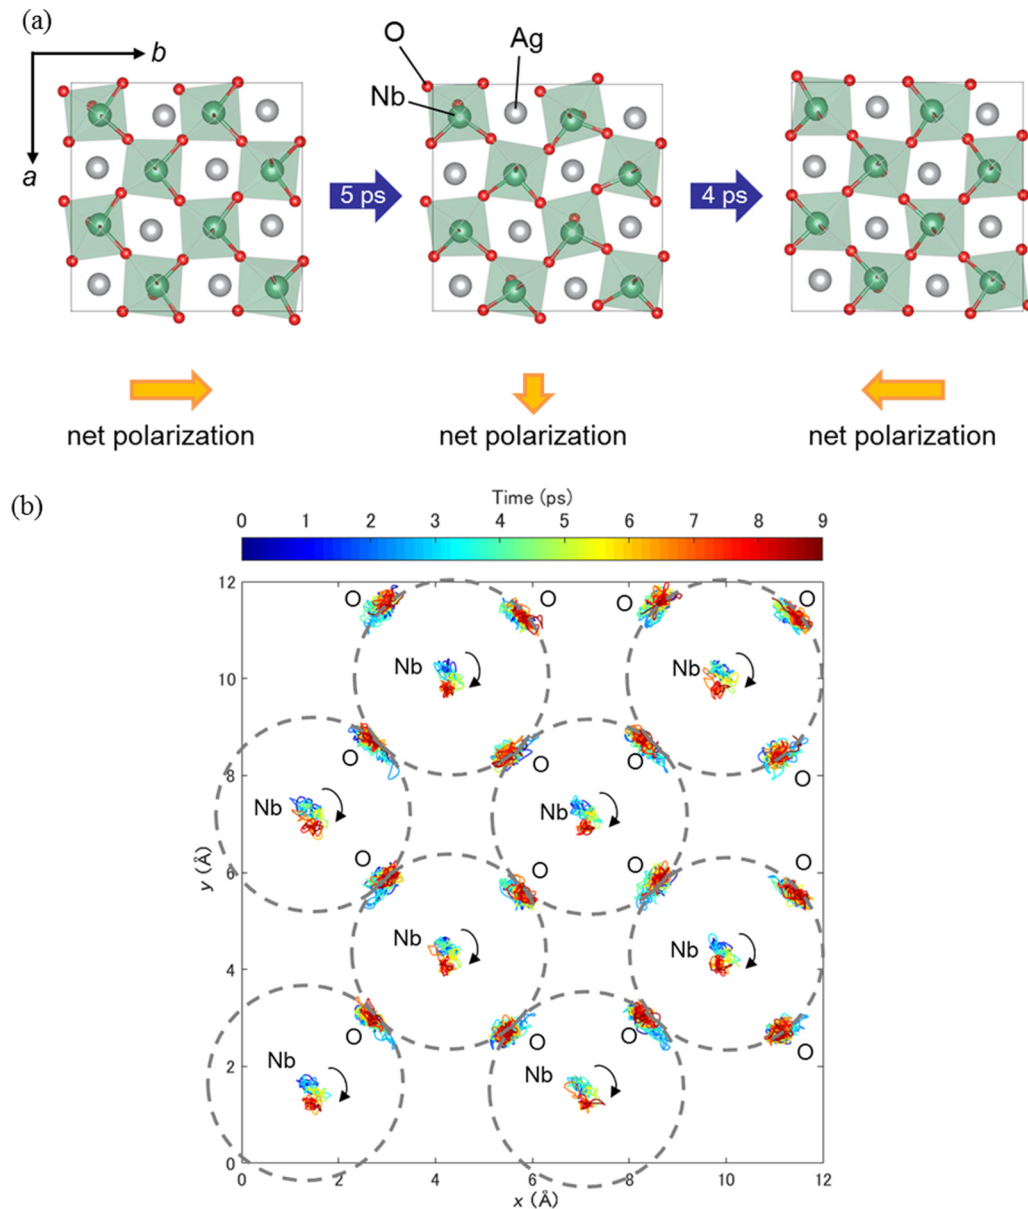 (a)
b
a
O
Nb
Ag
5 ps
4 ps
net polarization
net polarization
net polarization
(b)
Time (ps)
0 1 2 3 4 5 6 7 8 9
12
O O O O
Nb Nb
10
O O O O
8
Nb Nb
O O O O
6
y (Å)
Nb Nb
4
O O O O
Nb Nb
2
0
0 2 4 6 8 10 12
x (Å)